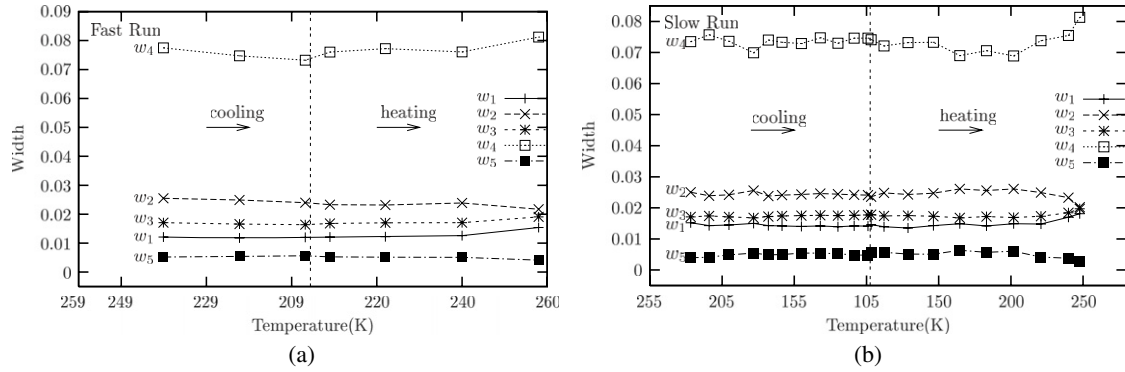 Fast Run
0.09
0.08
0.07
0.06
0.05
0.04
0.03
0.02
0.01
0
Width
w4
w2
w3
w1
w5
cooling
heating
w1
w2
w3
w4
w5
259 249 229 209 222 240 260
Temperature(K)
(a)
Slow Run
0.08
0.07
0.06
0.05
0.04
0.03
0.02
0.01
0
Width
w4
w2
w3
w1
w5
cooling
heating
w1
w2
w3
w4
w5
255 205 155 105 150 200 250
Temperature(K)
(b)